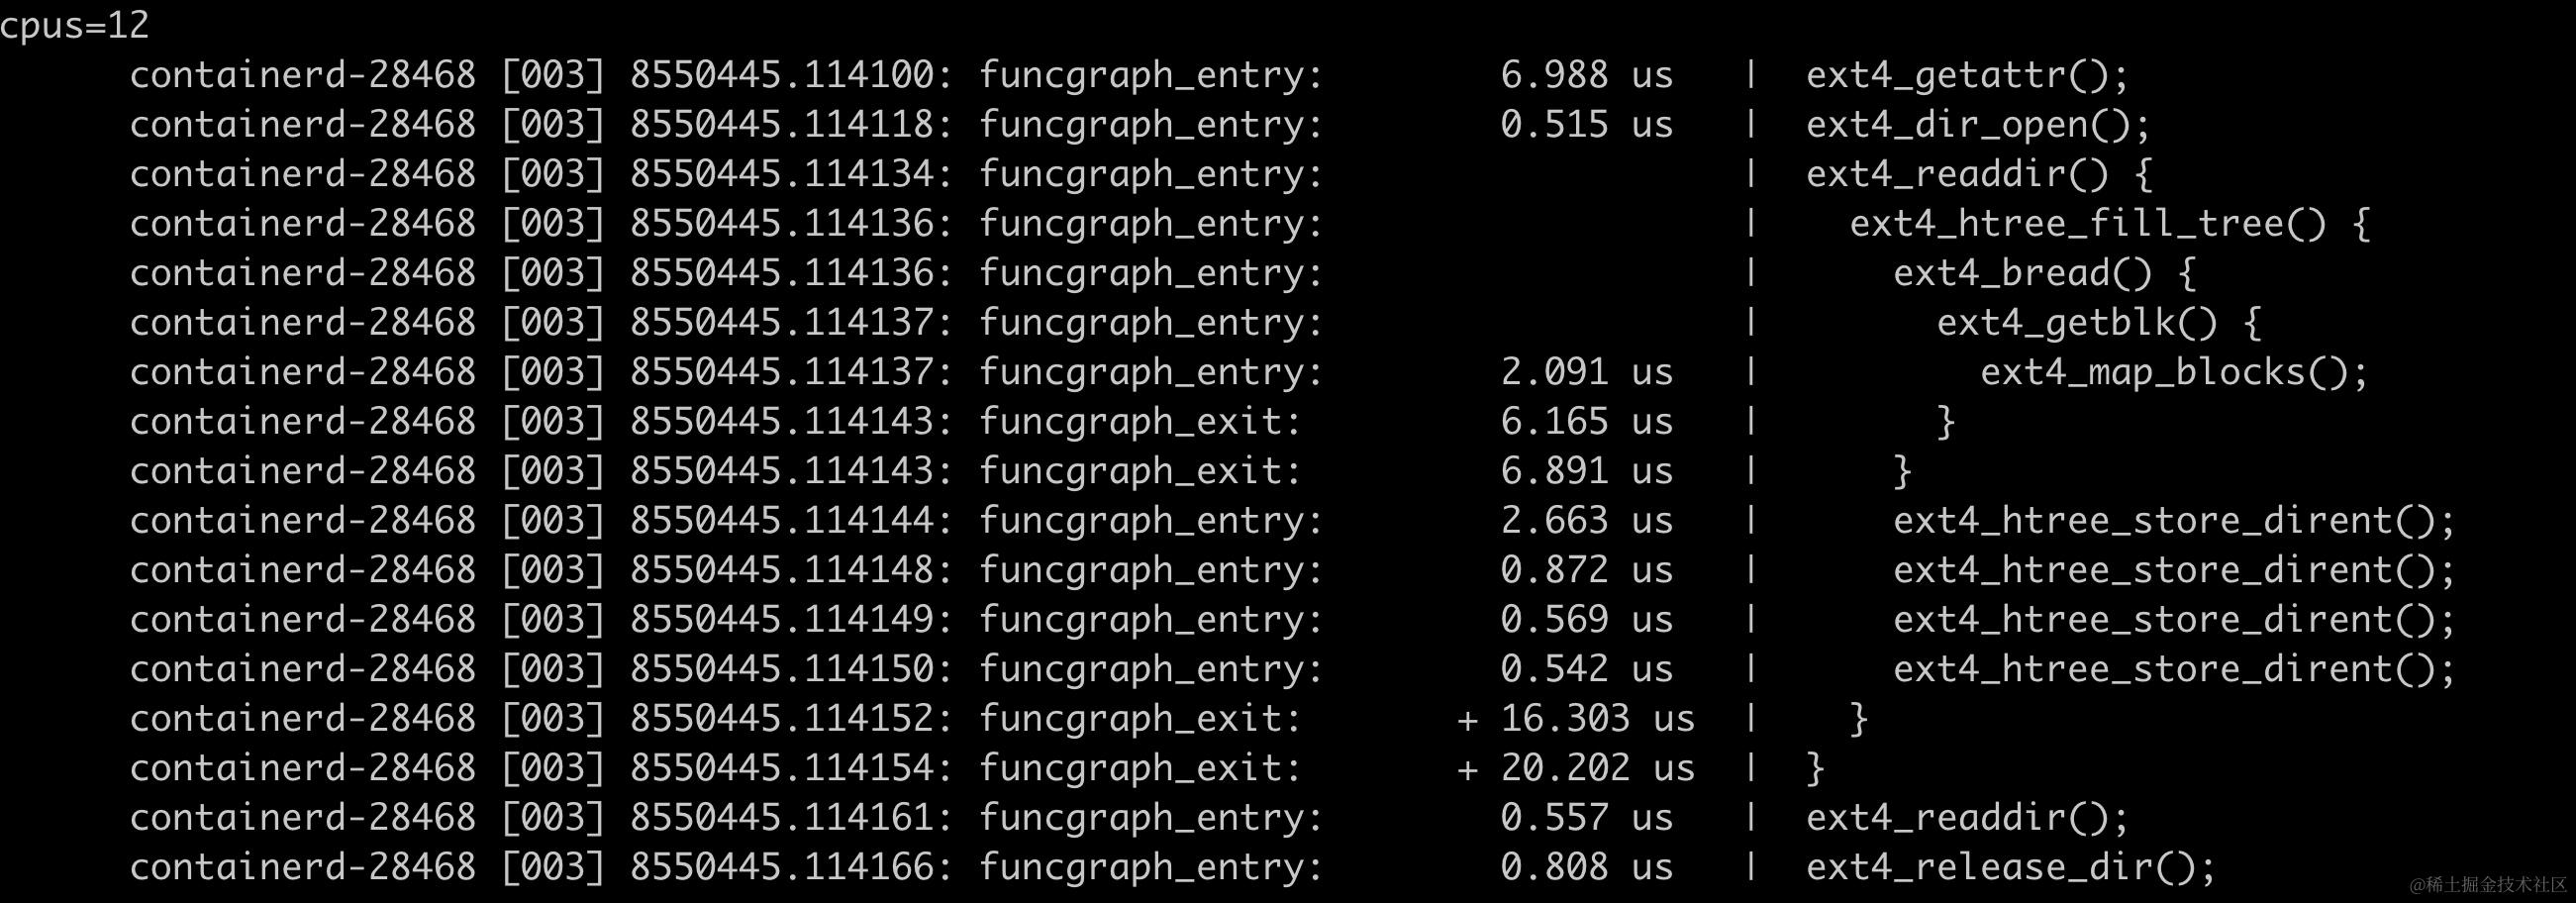 cpus=12
      containerd-28468 [003] 8550445.114100: funcgraph_entry:        6.988 us   |  ext4_getattr();
      containerd-28468 [003] 8550445.114118: funcgraph_entry:        0.515 us   |  ext4_dir_open();
      containerd-28468 [003] 8550445.114134: funcgraph_entry:                   |  ext4_readdir() {
      containerd-28468 [003] 8550445.114136: funcgraph_entry:                   |    ext4_htree_fill_tree() {
      containerd-28468 [003] 8550445.114136: funcgraph_entry:                   |      ext4_bread() {
      containerd-28468 [003] 8550445.114137: funcgraph_entry:                   |        ext4_getblk() {
      containerd-28468 [003] 8550445.114137: funcgraph_entry:        2.091 us   |          ext4_map_blocks();
      containerd-28468 [003] 8550445.114143: funcgraph_exit:         6.165 us   |        }
      containerd-28468 [003] 8550445.114143: funcgraph_exit:         6.891 us   |      }
      containerd-28468 [003] 8550445.114144: funcgraph_entry:        2.663 us   |      ext4_htree_store_dirent();
      containerd-28468 [003] 8550445.114148: funcgraph_entry:        0.872 us   |      ext4_htree_store_dirent();
      containerd-28468 [003] 8550445.114149: funcgraph_entry:        0.569 us   |      ext4_htree_store_dirent();
      containerd-28468 [003] 8550445.114150: funcgraph_entry:        0.542 us   |      ext4_htree_store_dirent();
      containerd-28468 [003] 8550445.114152: funcgraph_exit:       + 16.303 us  |    }
      containerd-28468 [003] 8550445.114154: funcgraph_exit:       + 20.202 us  |  }
      containerd-28468 [003] 8550445.114161: funcgraph_entry:        0.557 us   |  ext4_readdir();
      containerd-28468 [003] 8550445.114166: funcgraph_entry:        0.808 us   |  ext4_release_dir();
@稀土掘金技术社区